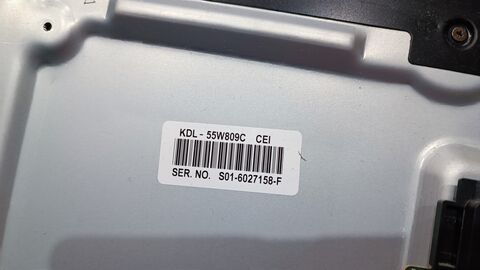 KDL - 55W809C CEI
SER. NO. S01-6027158-F